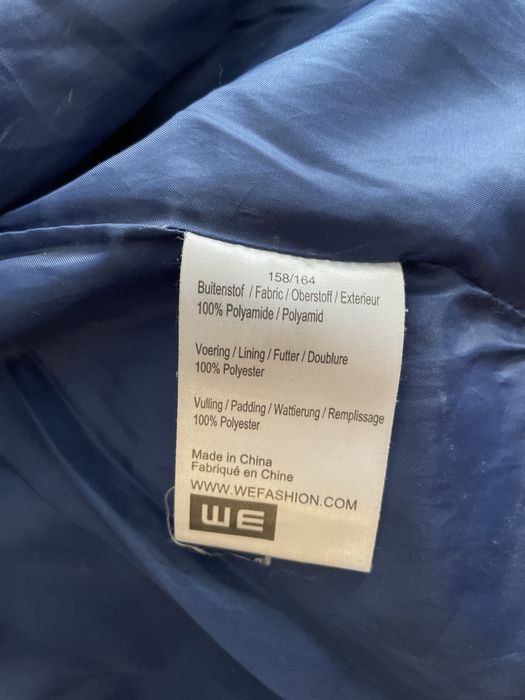 158/164
Buitenstof / Fabric / Oberstoff / Exterieur
100% Polyamide / Polyamid
Voering / Lining / Futter / Doublure
100% Polyester
Vulling / Padding / Wattierung / Remplissage
100% Polyester
Made in China
Fabriqué en Chine
WWW.WEFASHION.COM
WE